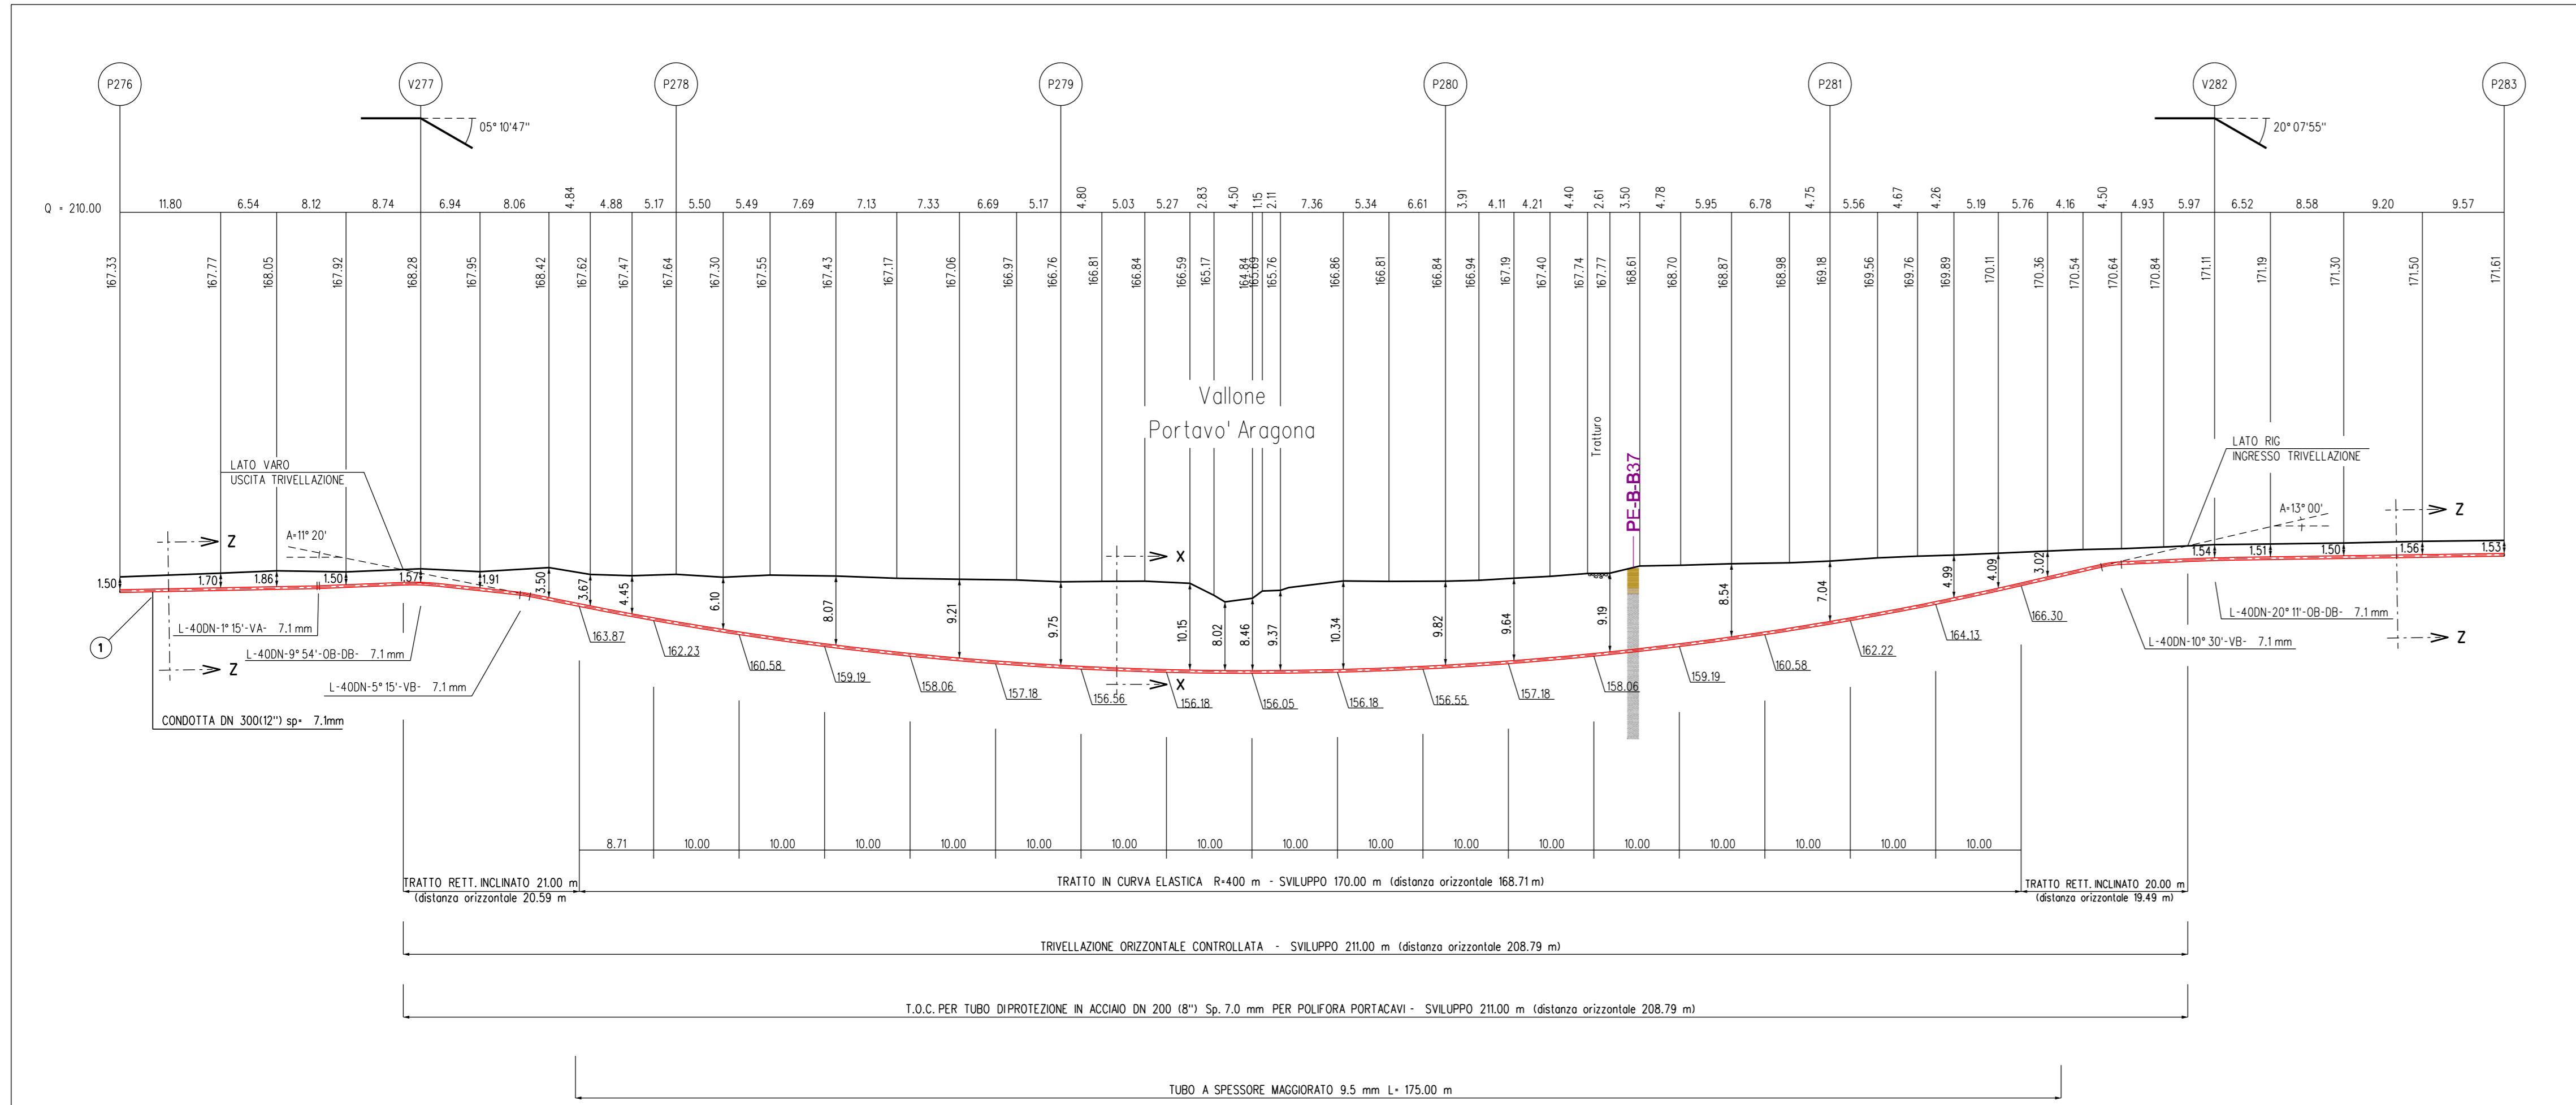 P276 V277 P278 P279 P280 P281 V282 P283
05° 10'47"
20° 07'55"
Q = 210.00
11.80 6.54 8.12 8.74 6.94 8.06 4.84 4.88 5.17 5.50 5.49 7.69 7.13 7.33 6.69 5.17 4.80 5.03 5.27 2.83 4.50 1.15 2.11 7.36 5.34 6.61 3.91 4.11 4.21 4.40 2.61 3.50 4.78 5.95 6.78 4.75 5.56 4.67 4.26 5.19 5.76 4.16 4.50 4.93 5.97 6.52 8.58 9.20 9.57
167.33 167.77 168.05 167.92 168.28 167.95 168.42 167.62 167.47 167.64 167.30 167.55 167.43 167.17 167.06 166.97 166.76 166.81 166.84 166.59 165.17 164.84 165.69 165.76 166.86 166.81 166.84 166.94 167.19 167.40 167.74 167.77 168.61 168.70 168.87 168.98 169.18 169.56 169.76 169.89 170.11 170.36 170.54 170.64 170.84 171.11 171.19 171.30 171.50 171.61
Vallone
Portavo' Aragona
Tratturo
PE-B-B37
LATO VARO
USCITA TRIVELLAZIONE
LATO RIG
INGRESSO TRIVELLAZIONE
A=11° 20'
A=13° 00'
Z X Z
1.50 1.70 1.86 1.50 1.57 1.91 3.50 3.67 4.45 6.10 8.07 9.21 9.75 10.15 8.02 8.46 9.37 10.34 9.82 9.64 9.19 8.54 7.04 4.99 4.09 3.02 1.54 1.51 1.50 1.56 1.53
1
L-40DN-1° 15'-VA- 7.1 mm
L-40DN-9° 54'-OB-DB- 7.1 mm
L-40DN-5° 15'-VB- 7.1 mm
L-40DN-20° 11'-OB-DB- 7.1 mm
L-40DN-10° 30'-VB- 7.1 mm
Z X Z
CONDOTTA DN 300(12") sp= 7.1mm
163.87 162.23 160.58 159.19 158.06 157.18 156.56 156.18 156.05 156.18 156.55 157.18 158.06 159.19 160.58 162.22 164.13 166.30
8.71 10.00 10.00 10.00 10.00 10.00 10.00 10.00 10.00 10.00 10.00 10.00 10.00 10.00 10.00 10.00 10.00
TRATTO RETT. INCLINATO 21.00 m
(distanza orizzontale 20.59 m
TRATTO IN CURVA ELASTICA R=400 m - SVILUPPO 170.00 m (distanza orizzontale 168.71 m)
TRATTO RETT. INCLINATO 20.00 m
(distanza orizzontale 19.49 m)
TRIVELLAZIONE ORIZZONTALE CONTROLLATA - SVILUPPO 211.00 m (distanza orizzontale 208.79 m)
T.O.C. PER TUBO DI PROTEZIONE IN ACCIAIO DN 200 (8") Sp. 7.0 mm PER POLIFORA PORTACAVI - SVILUPPO 211.00 m (distanza orizzontale 208.79 m)
TUBO A SPESSORE MAGGIORATO 9.5 mm L= 175.00 m